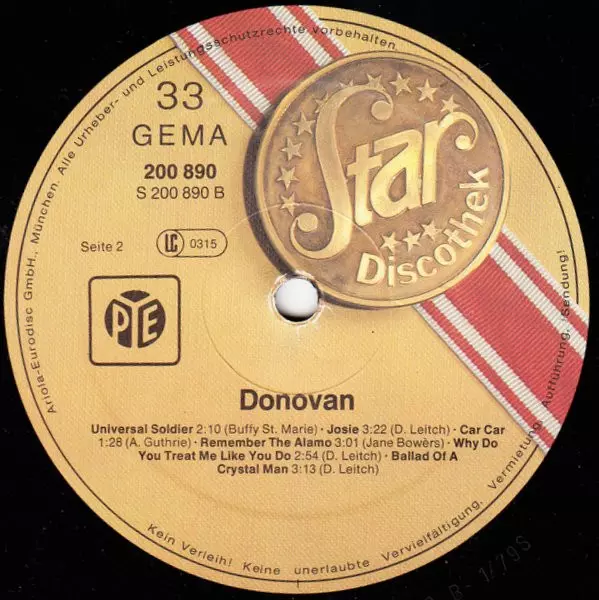 Ariola-Eurodisc GmbH., München. Alle Urheber- und Leistungsschutzrechte vorbehalten.
33
GEMA
200 890
S 200 890 B
Seite 2
LC 0315
Star
Discothek
PYE
Donovan
Universal Soldier 2:10 (Buffy St. Marie) · Josie 3:22 (D. Leitch) · Car Car
1:28 (A. Guthrie) · Remember The Alamo 3:01 (Jane Bowèrs) · Why Do
You Treat Me Like You Do 2:54 (D. Leitch) · Ballad Of A
Crystal Man 3:13 (D. Leitch)
Kein Verleih! Keine unerlaubte Vervielfältigung, Vermietung, Aufführung, Sendung!